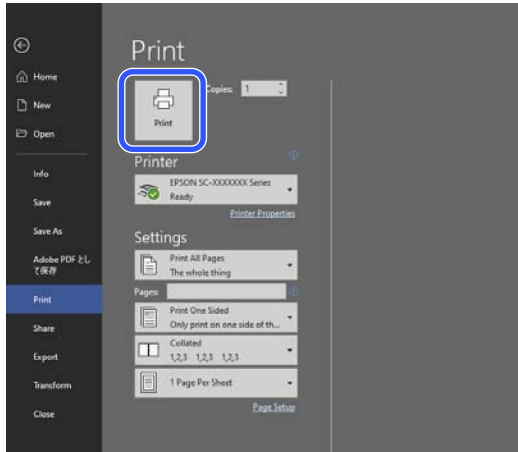 Print
Home
New
Open
Info
Save
Save As
Adobe PDF とし
て保存
Print
Share
Export
Transform
Close
Copies: 1
Print
Printer
EPSON SC-XXXXXXX Series
Ready
Printer Properties
Settings
Print All Pages
The whole thing
Pages:
Print One Sided
Only print on one side of th...
Collated
1,2,3 1,2,3 1,2,3
1 Page Per Sheet
Page Setup